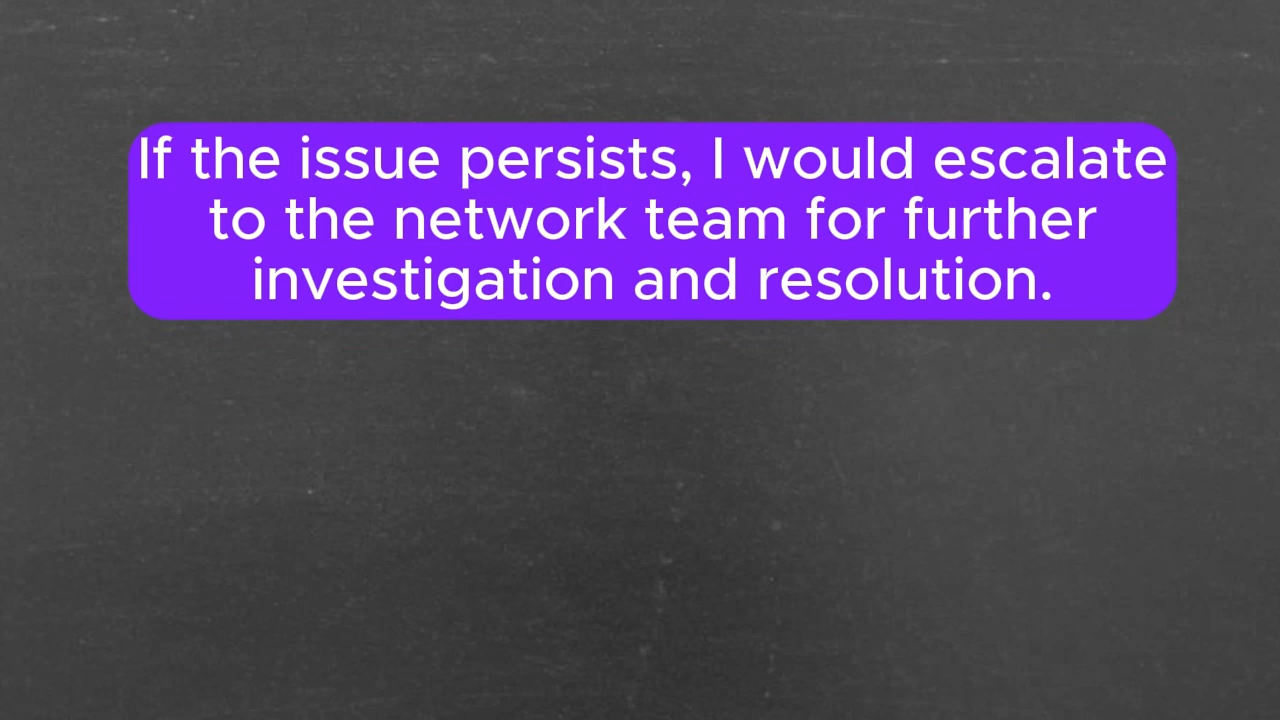 If the issue persists, I would escalate
to the network team for further
investigation and resolution.